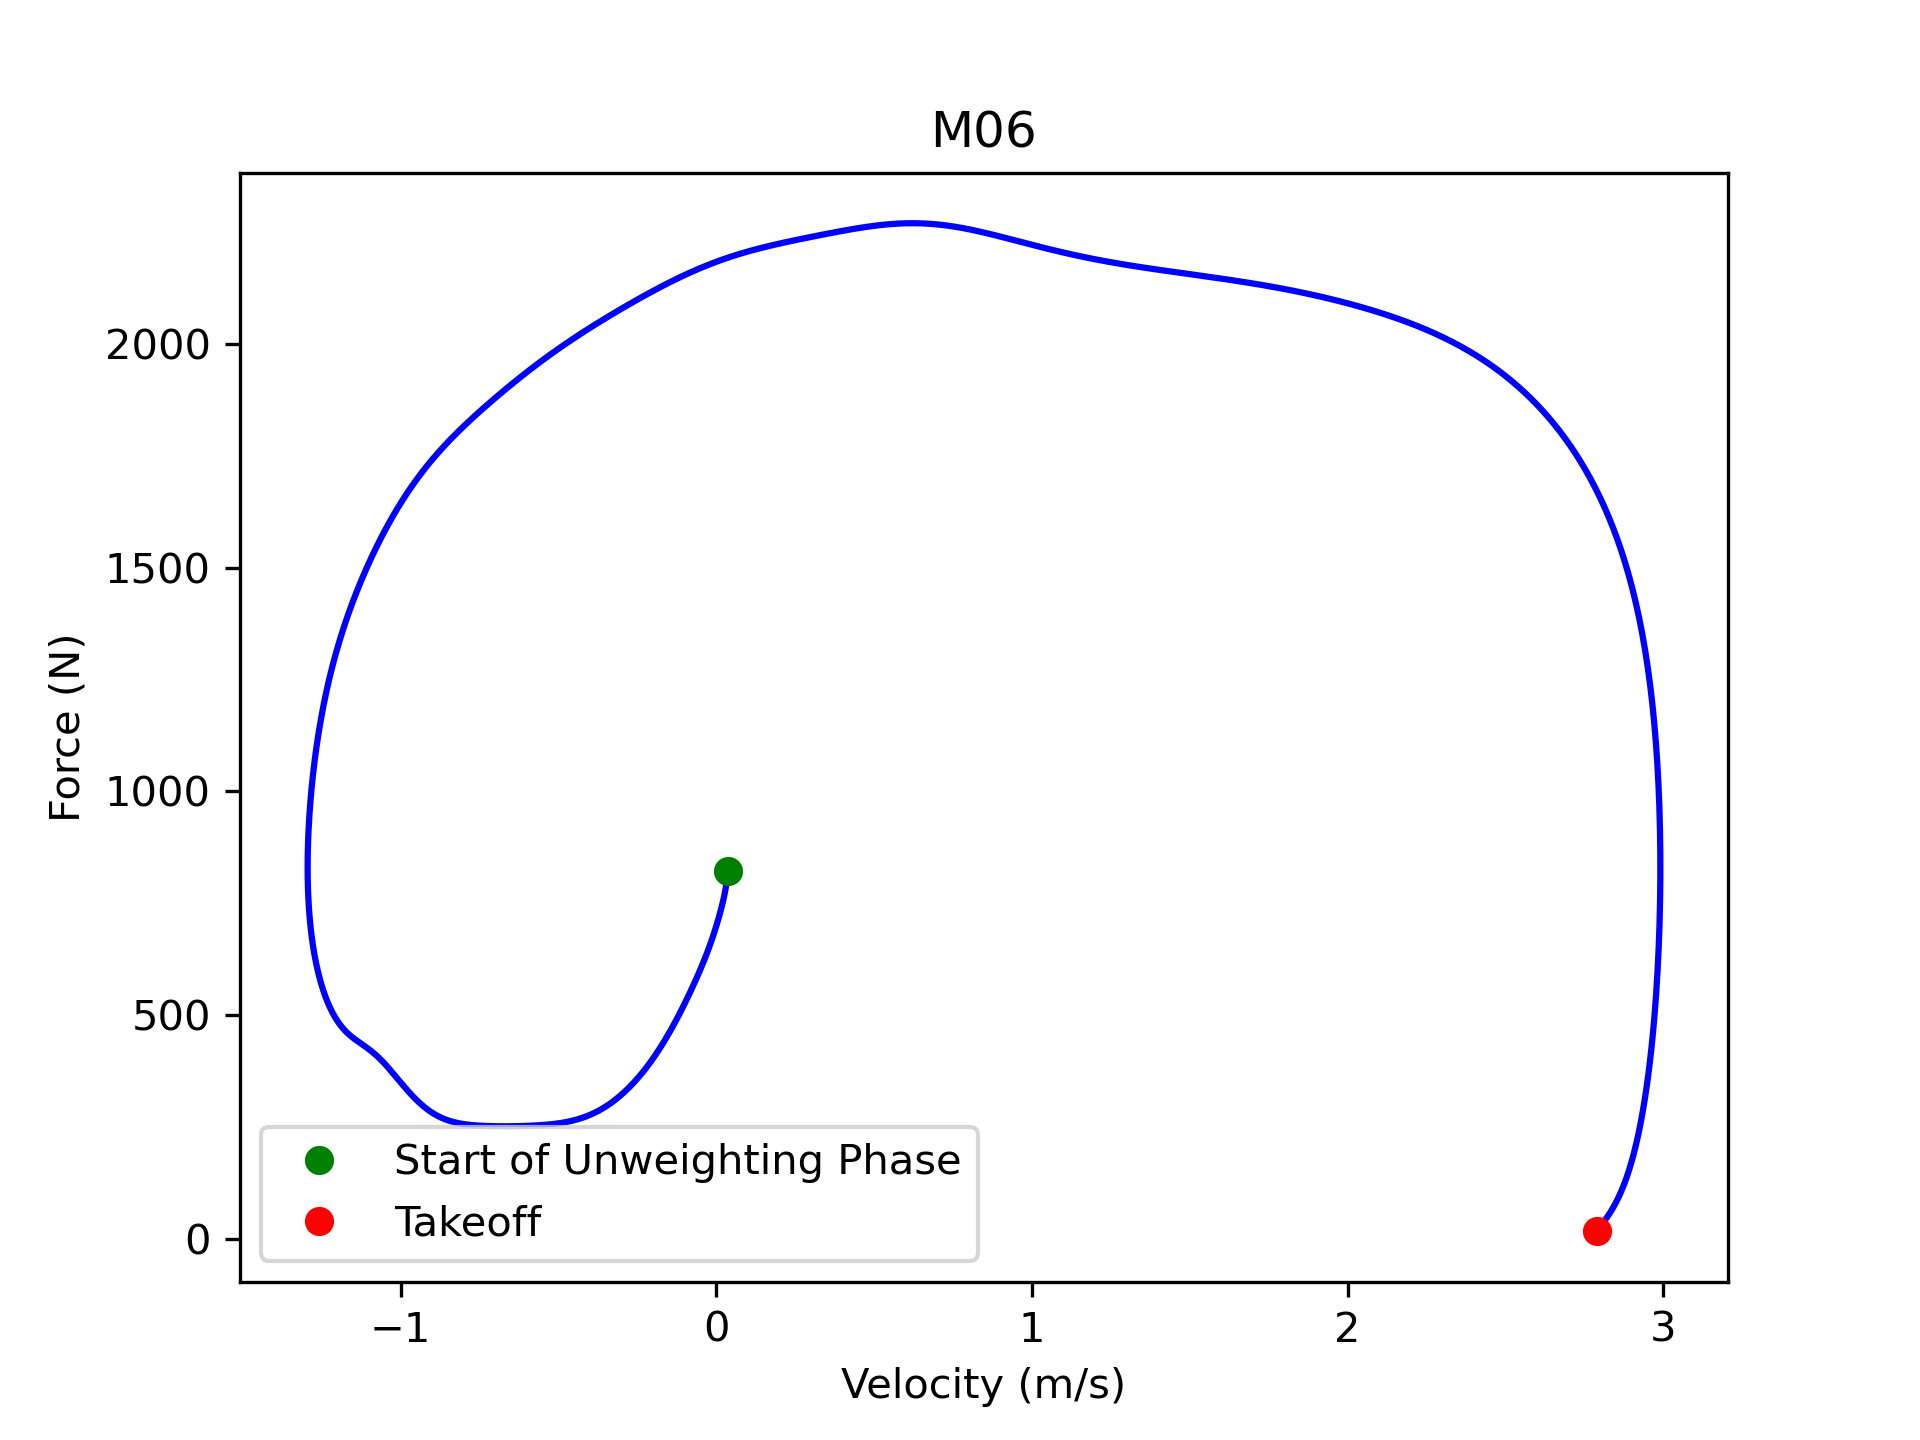 M06
Force (N)
2000
1500
1000
500
0
Start of Unweighting Phase
Takeoff
−1 0 1 2 3
Velocity (m/s)